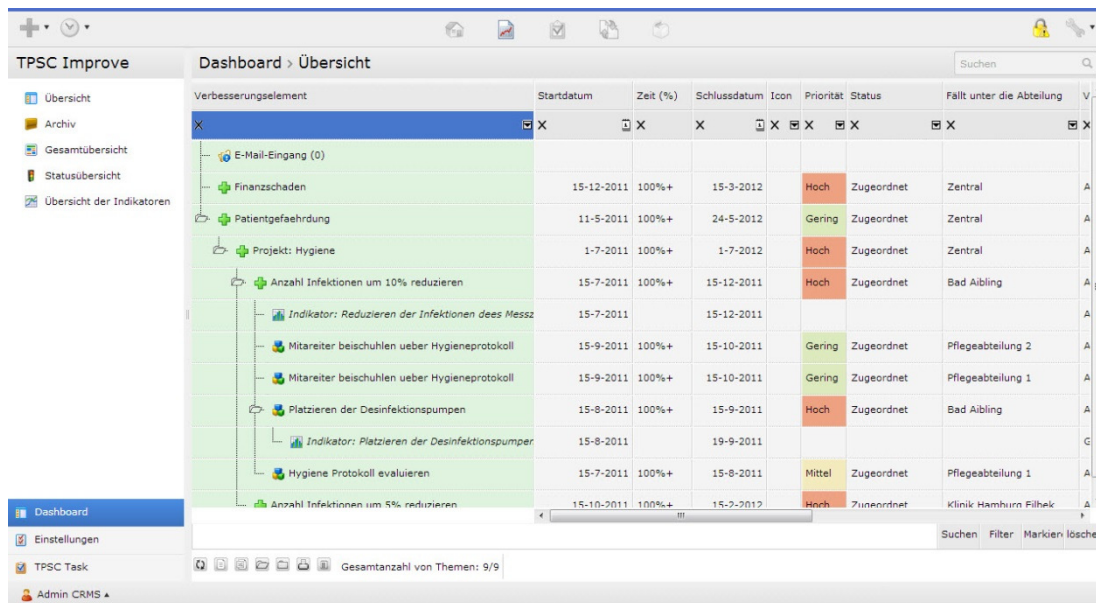 TPSC Improve
Dashboard › Übersicht
Suchen
Übersicht
Archiv
Gesamtübersicht
Statusübersicht
Übersicht der Indikatoren
Verbesserungselement Startdatum Zeit (%) Schlussdatum Icon Priorität Status Fällt unter die Abteilung V
X X X X X X X X X
E-Mail-Eingang (0)
Finanzschaden 15-12-2011 100%+ 15-3-2012 Hoch Zugeordnet Zentral A
Patientgefaehrdung 11-5-2011 100%+ 24-5-2012 Gering Zugeordnet Zentral A
Projekt: Hygiene 1-7-2011 100%+ 1-7-2012 Hoch Zugeordnet Zentral A
Anzahl Infektionen um 10% reduzieren 15-7-2011 100%+ 15-12-2011 Hoch Zugeordnet Bad Aibling A
Indikator: Reduzieren der Infektionen dees Messz 15-7-2011 15-12-2011 A
Mitareiter beischuhlen ueber Hygieneprotokoll 15-9-2011 100%+ 15-10-2011 Gering Zugeordnet Pflegeabteilung 2 A
Mitareiter beischuhlen ueber Hygieneprotokoll 15-9-2011 100%+ 15-10-2011 Gering Zugeordnet Pflegeabteilung 1 A
Platzieren der Desinfektionspumpen 15-8-2011 100%+ 15-9-2011 Hoch Zugeordnet Bad Aibling A
Indikator: Platzieren der Desinfektionspumper 15-8-2011 19-9-2011 G
Hygiene Protokoll evaluieren 15-7-2011 100%+ 15-8-2011 Mittel Zugeordnet Pflegeabteilung 1 A
Anzahl Infektionen um 5% reduzieren 15-10-2011 100%+ 15-2-2012 Hoch Zugeordnet Klinik Hamburg Eilbek A
Suchen Filter Markieren lösche
Gesamtanzahl von Themen: 9/9
Dashboard
Einstellungen
TPSC Task
Admin CRMS